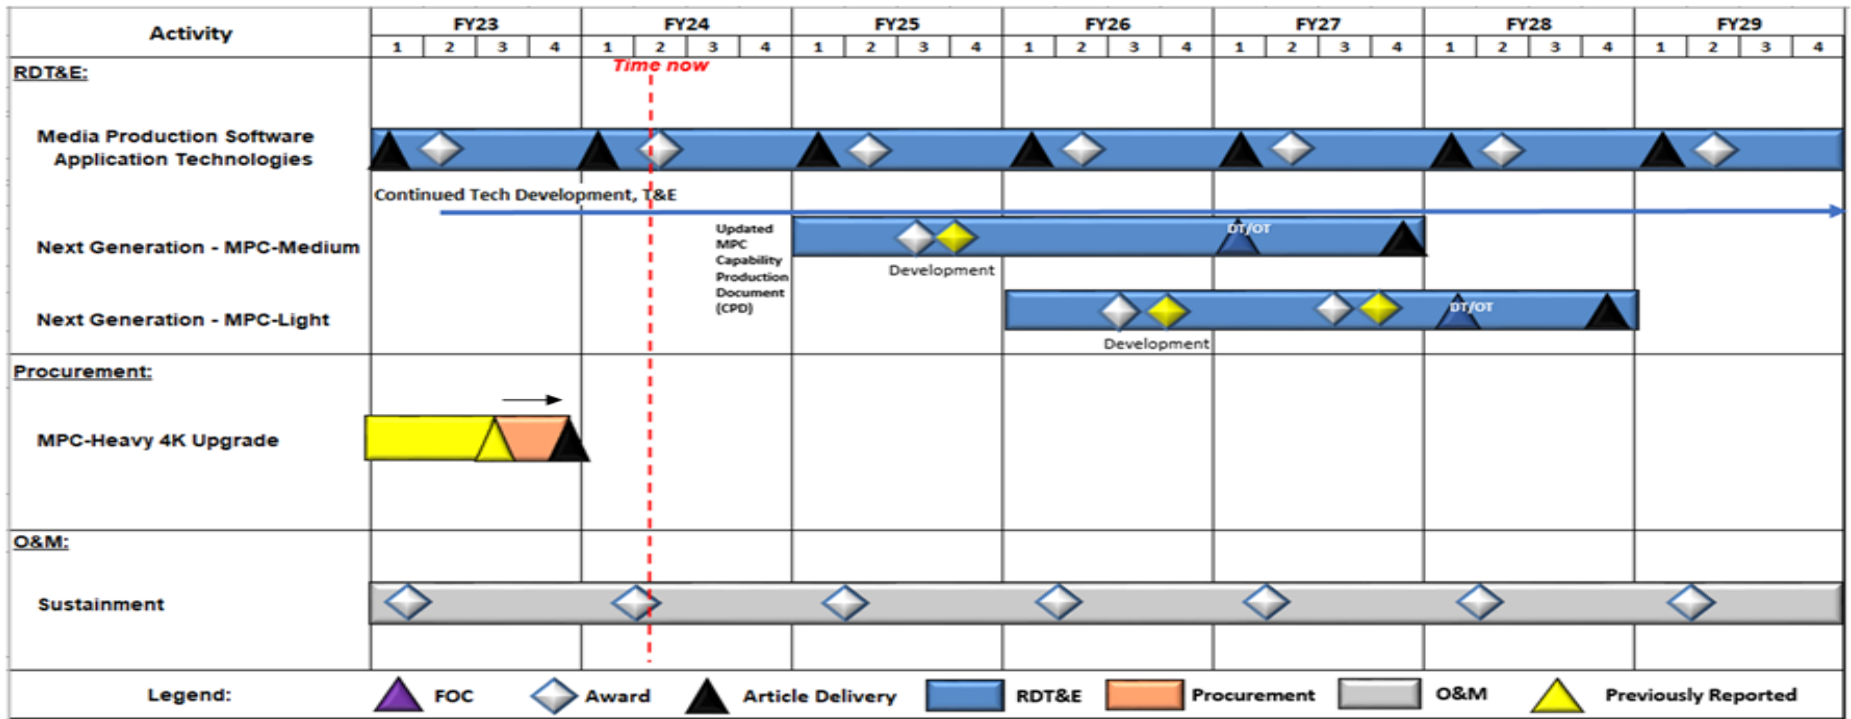 Activity
FY23 FY24 FY25 FY26 FY27 FY28 FY29
1 2 3 4 1 2 3 4 1 2 3 4 1 2 3 4 1 2 3 4 1 2 3 4 1 2 3 4
Time now
RDT&E:
Media Production Software
Application Technologies
Continued Tech Development, T&E
Next Generation - MPC-Medium
Updated
MPC
Capability
Production
Document
(CPD)
DT/OT
Development
Next Generation - MPC-Light
DT/OT
Development
Procurement:
MPC-Heavy 4K Upgrade
O&M:
Sustainment
Legend: FOC Award Article Delivery RDT&E Procurement O&M Previously Reported